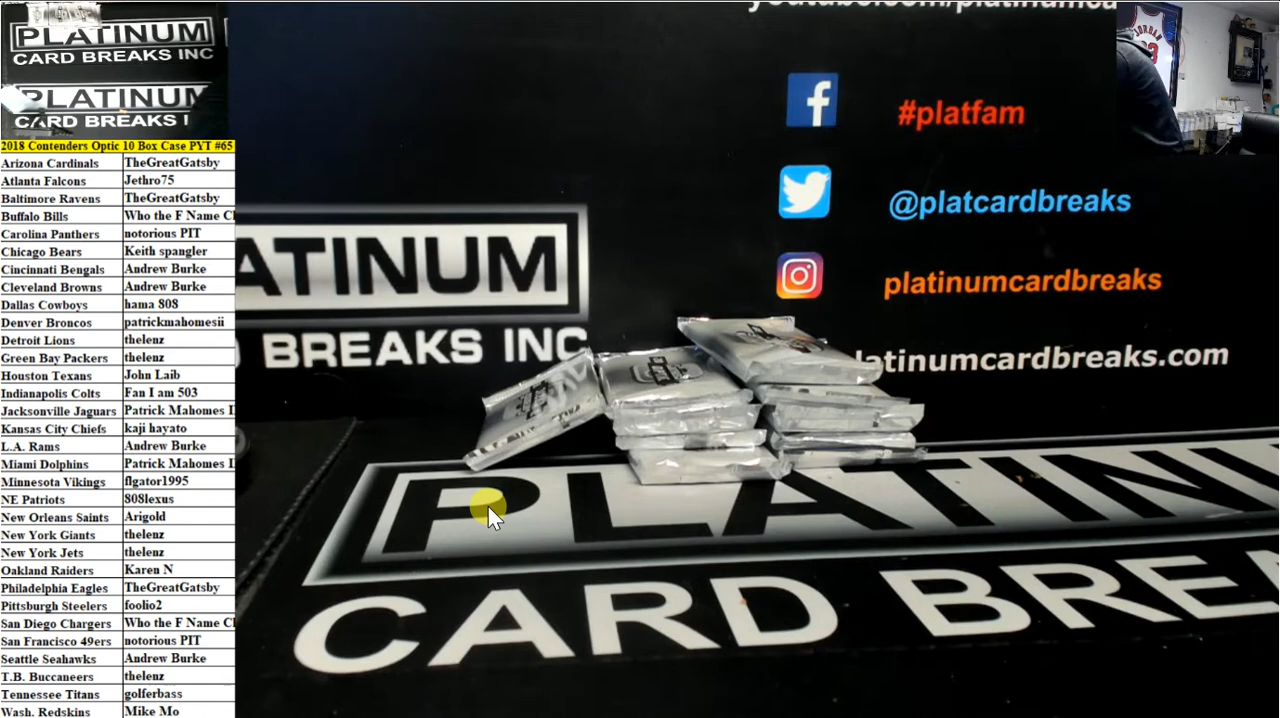 PLATINUM
CARD BREAKS INC
PLATINUM
CARD BREAKS I
2018 Contenders Optic 10 Box Case PYT #65
Arizona Cardinals TheGreatGatsby
Atlanta Falcons Jethro75
Baltimore Ravens TheGreatGatsby
Buffalo Bills Who the F Name Cl
Carolina Panthers notorious PIT
Chicago Bears Keith spangler
Cincinnati Bengals Andrew Burke
Cleveland Browns Andrew Burke
Dallas Cowboys hama 808
Denver Broncos patrickmahomesii
Detroit Lions thelenz
Green Bay Packers thelenz
Houston Texans John Laib
Indianapolis Colts Fan I am 503
Jacksonville Jaguars Patrick Mahomes I
Kansas City Chiefs kaji hayato
L.A. Rams Andrew Burke
Miami Dolphins Patrick Mahomes I
Minnesota Vikings flgator1995
NE Patriots 808lexus
New Orleans Saints Arigold
New York Giants thelenz
New York Jets thelenz
Oakland Raiders Karen N
Philadelphia Eagles TheGreatGatsby
Pittsburgh Steelers foolio2
San Diego Chargers Who the F Name Cl
San Francisco 49ers notorious PIT
Seattle Seahawks Andrew Burke
T.B. Buccaneers thelenz
Tennessee Titans golferbass
Wash. Redskins Mike Mo
youtube.com/platinumca
#platfam
@platcardbreaks
platinumcardbreaks
latinumcardbreaks.com
ATINUM
BREAKS INC
PLATINU
CARD BREA
JORDAN